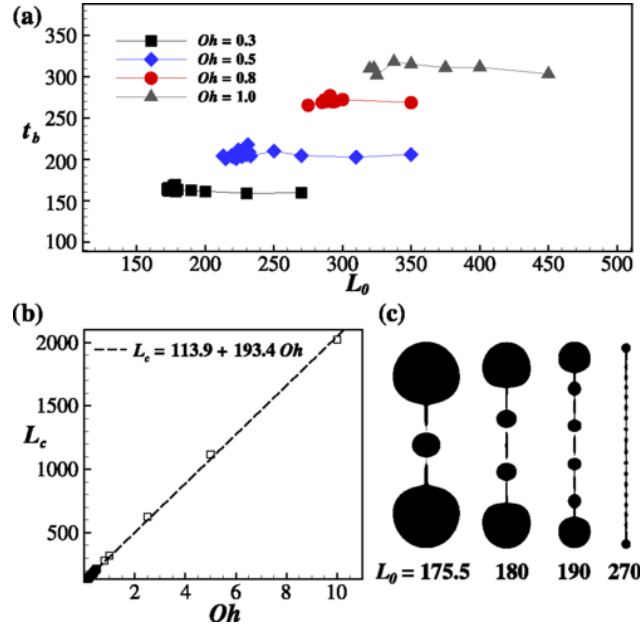 (a)
350
300
250
200
150
100
t_b
Oh = 0.3
Oh = 0.5
Oh = 0.8
Oh = 1.0
150 200 250 300 350 400 450 500
L_0
(b)
2000
1500
1000
500
L_c
L_c = 113.9 + 193.4 Oh
2 4 6 8 10
Oh
(c)
L_0 = 175.5 180 190 270